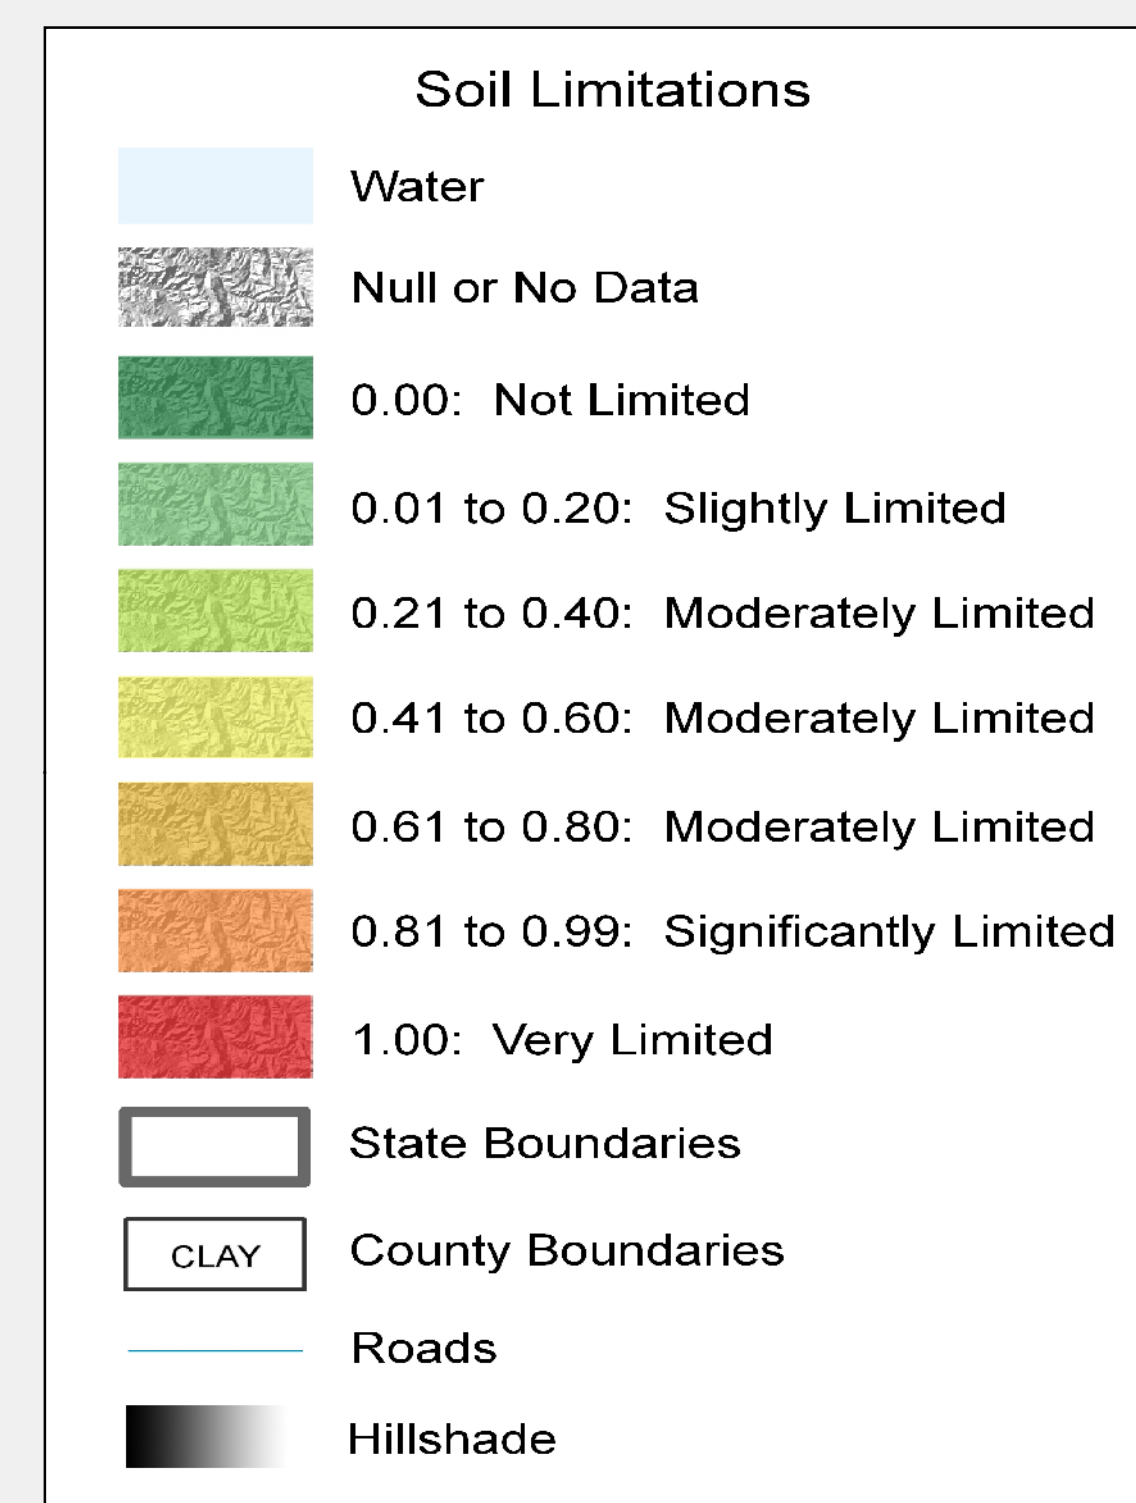 Soil Limitations
Water
Null or No Data
0.00:  Not Limited
0.01 to 0.20:  Slightly Limited
0.21 to 0.40:  Moderately Limited
0.41 to 0.60:  Moderately Limited
0.61 to 0.80:  Moderately Limited
0.81 to 0.99:  Significantly Limited
1.00:  Very Limited
State Boundaries
CLAY County Boundaries
Roads
Hillshade